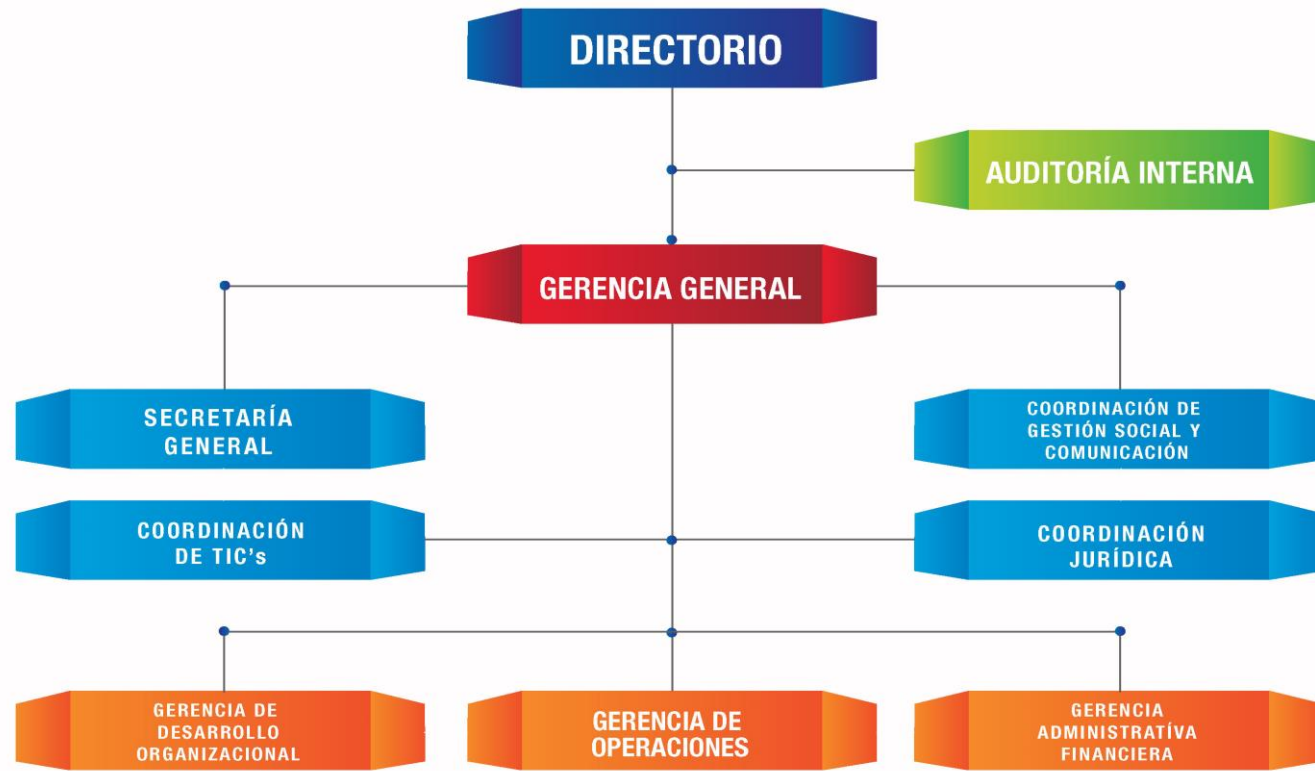 DIRECTORIO
AUDITORÍA INTERNA
GERENCIA GENERAL
SECRETARÍA
GENERAL
COORDINACIÓN DE
GESTIÓN SOCIAL Y
COMUNICACIÓN
COORDINACIÓN
DE TIC's
COORDINACIÓN
JURÍDICA
GERENCIA DE
DESARROLLO
ORGANIZACIONAL
GERENCIA DE
OPERACIONES
GERENCIA
ADMINISTRATÍVA
FINANCIERA